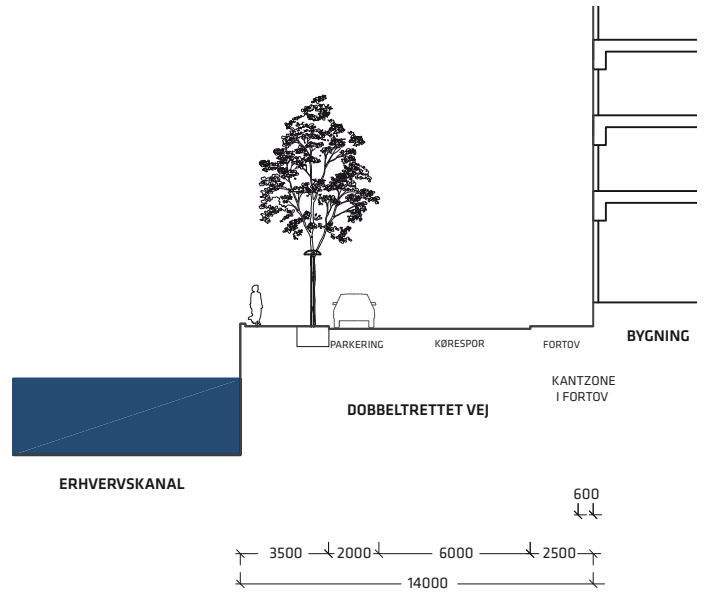 BYGNING
PARKERING
KØRESPOR
FORTOV
KANTZONE
I FORTOV
DOBBELTRETTET VEJ
ERHVERVSKANAL
600
3500 2000 6000 2500
14000